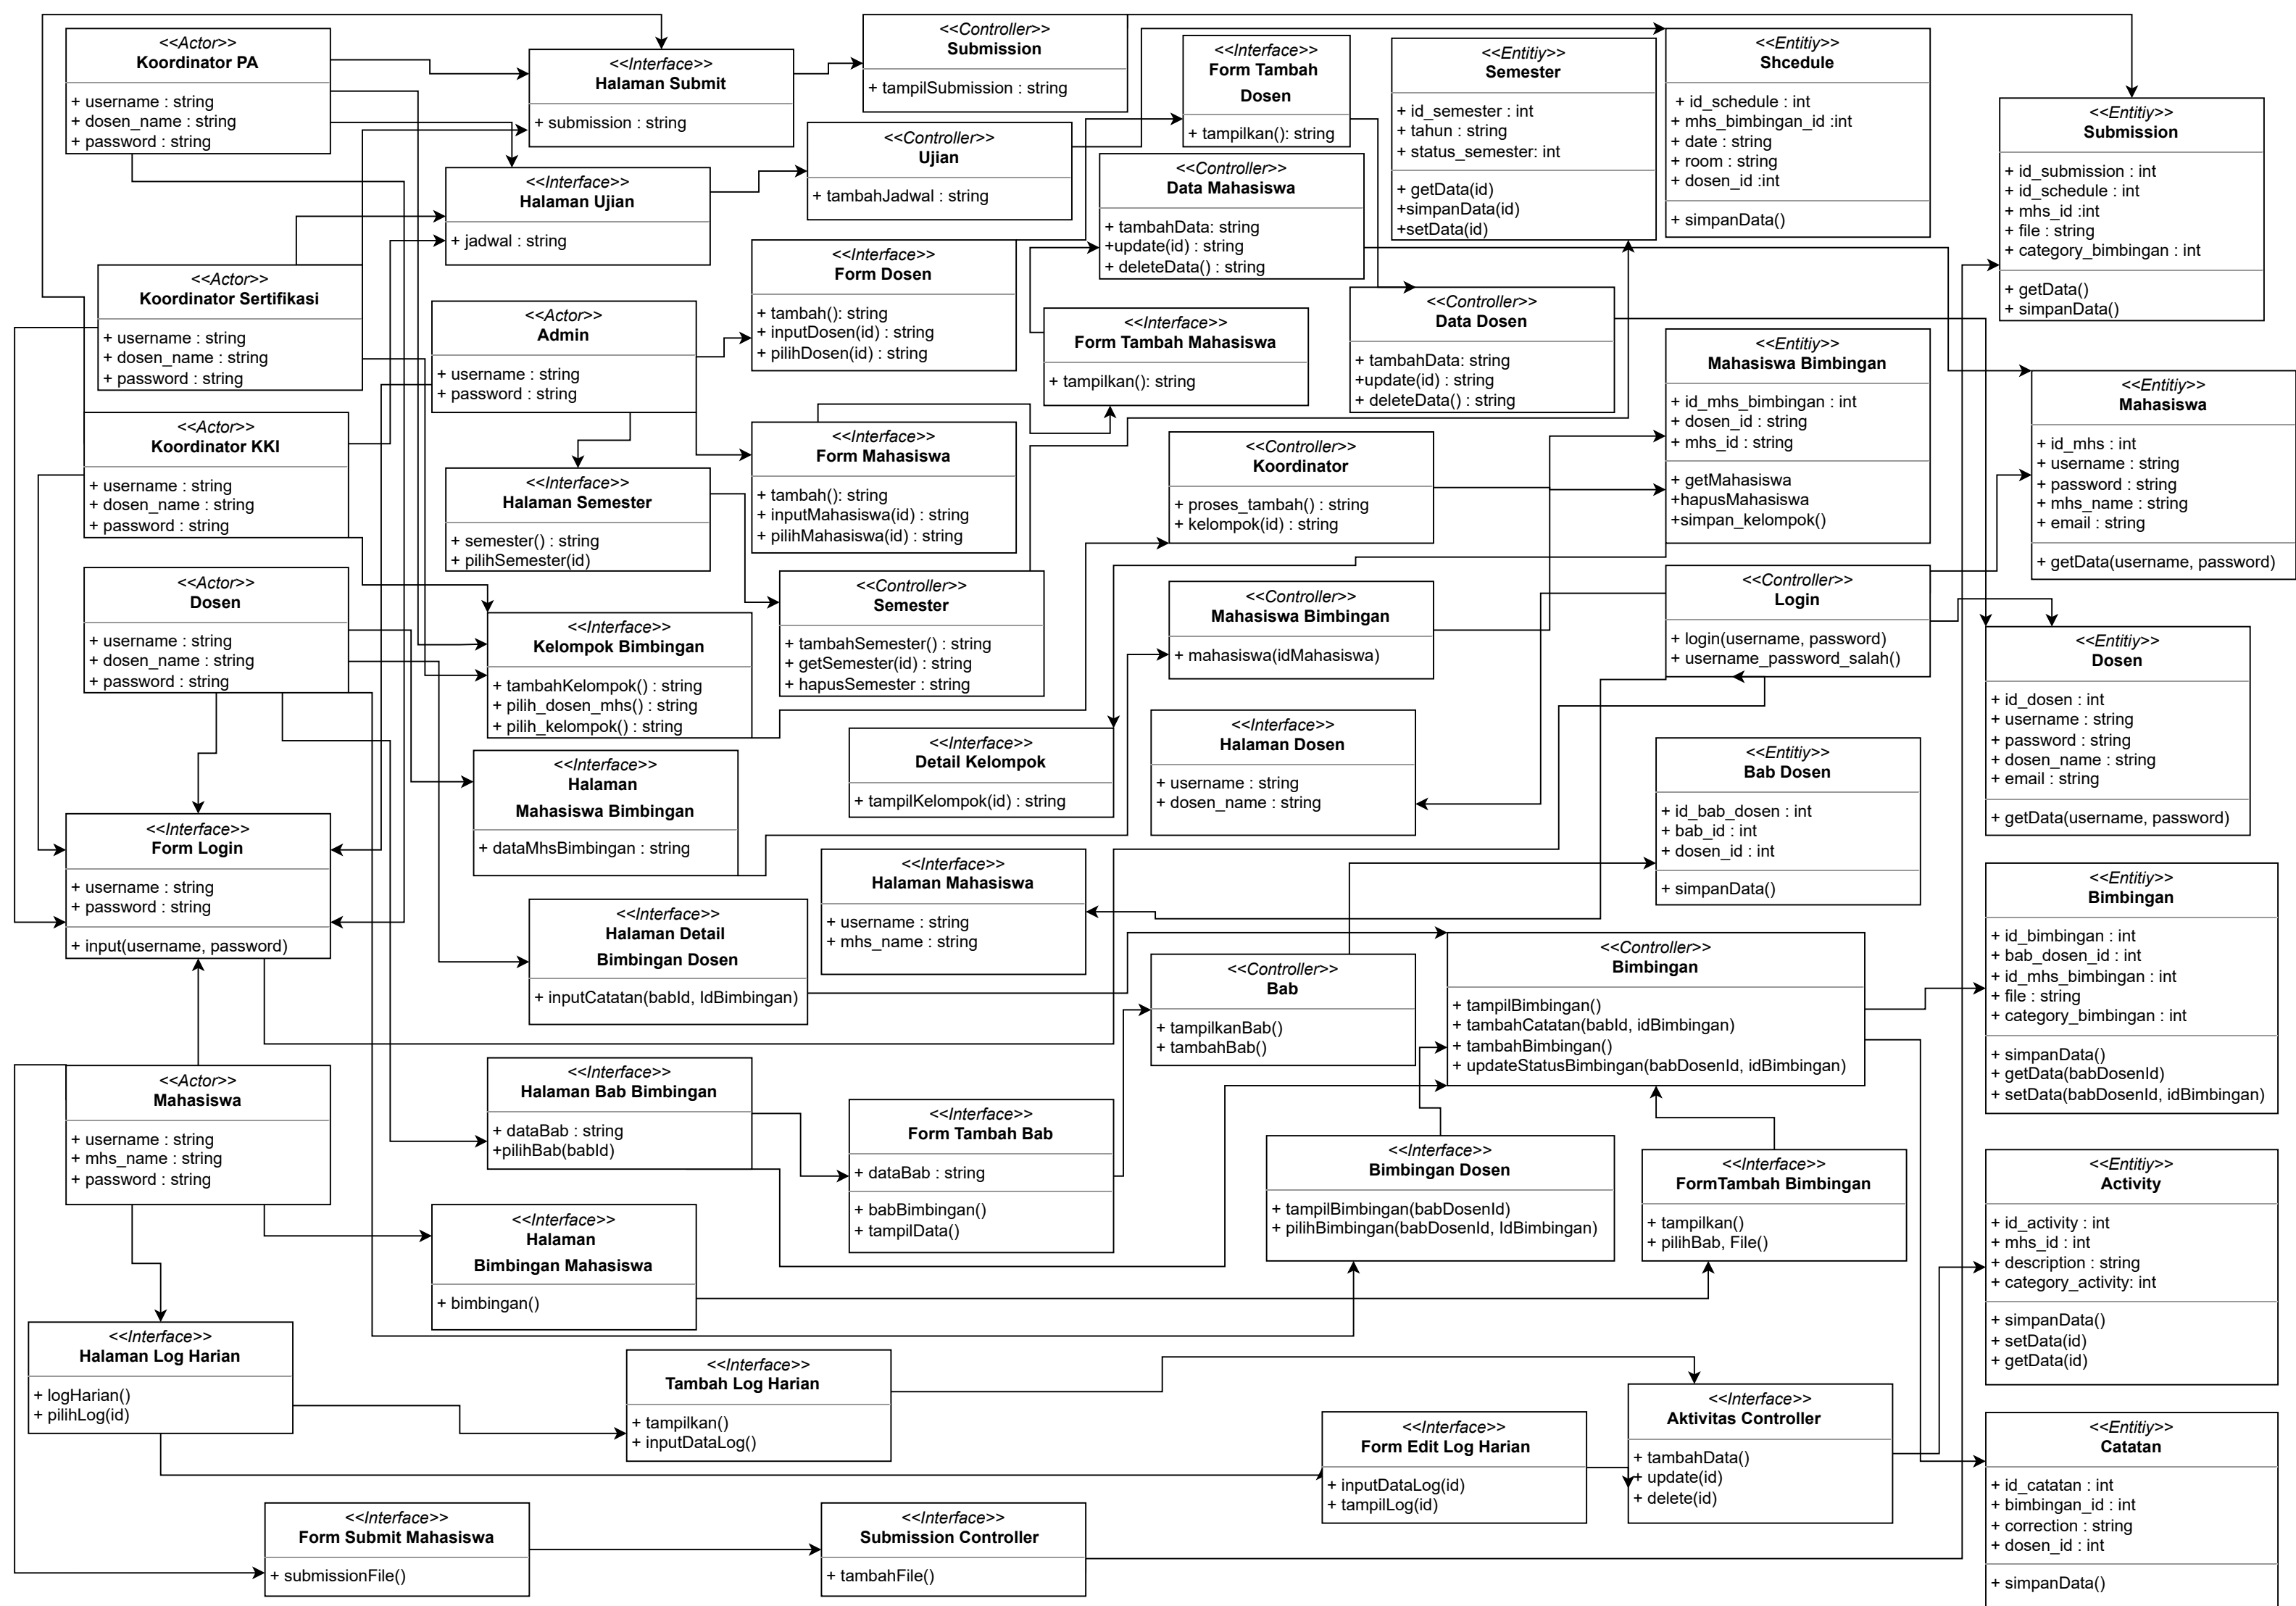 <<Actor>>
Koordinator PA
+ username : string
+ dosen_name : string
+ password : string
<<Interface>>
Halaman Submit
+ submission : string
<<Controller>>
Submission
+ tampilSubmission : string
<<Interface>>
Form Tambah
Dosen
+ tampilkan(): string
<<Entitiy>>
Semester
+ id_semester : int
+ tahun : string
+ status_semester: int
+ getData(id)
+simpanData(id)
+setData(id)
<<Entitiy>>
Shcedule
+ id_schedule : int
+ mhs_bimbingan_id :int
+ date : string
+ room : string
+ dosen_id :int
+ simpanData()
<<Entitiy>>
Submission
+ id_submission : int
+ id_schedule : int
+ mhs_id :int
+ file : string
+ category_bimbingan : int
+ getData()
+ simpanData()
<<Interface>>
Halaman Ujian
+ jadwal : string
<<Controller>>
Ujian
+ tambahJadwal : string
<<Controller>>
Data Mahasiswa
+ tambahData: string
+update(id) : string
+ deleteData() : string
<<Actor>>
Koordinator Sertifikasi
+ username : string
+ dosen_name : string
+ password : string
<<Actor>>
Admin
+ username : string
+ password : string
<<Interface>>
Form Dosen
+ tambah(): string
+ inputDosen(id) : string
+ pilihDosen(id) : string
<<Interface>>
Form Tambah Mahasiswa
+ tampilkan(): string
<<Controller>>
Data Dosen
+ tambahData: string
+update(id) : string
+ deleteData() : string
<<Entitiy>>
Mahasiswa Bimbingan
+ id_mhs_bimbingan : int
+ dosen_id : string
+ mhs_id : string
+ getMahasiswa
+hapusMahasiswa
+simpan_kelompok()
<<Entitiy>>
Mahasiswa
+ id_mhs : int
+ username : string
+ password : string
+ mhs_name : string
+ email : string
+ getData(username, password)
<<Actor>>
Koordinator KKI
+ username : string
+ dosen_name : string
+ password : string
<<Interface>>
Halaman Semester
+ semester() : string
+ pilihSemester(id)
<<Interface>>
Form Mahasiswa
+ tambah(): string
+ inputMahasiswa(id) : string
+ pilihMahasiswa(id) : string
<<Controller>>
Koordinator
+ proses_tambah() : string
+ kelompok(id) : string
<<Actor>>
Dosen
+ username : string
+ dosen_name : string
+ password : string
<<Interface>>
Kelompok Bimbingan
+ tambahKelompok() : string
+ pilih_dosen_mhs() : string
+ pilih_kelompok() : string
<<Controller>>
Semester
+ tambahSemester() : string
+ getSemester(id) : string
+ hapusSemester : string
<<Controller>>
Mahasiswa Bimbingan
+ mahasiswa(idMahasiswa)
<<Controller>>
Login
+ login(username, password)
+ username_password_salah()
<<Entitiy>>
Dosen
+ id_dosen : int
+ username : string
+ password : string
+ dosen_name : string
+ email : string
+ getData(username, password)
<<Interface>>
Halaman
Mahasiswa Bimbingan
+ dataMhsBimbingan : string
<<Interface>>
Detail Kelompok
+ tampilKelompok(id) : string
<<Interface>>
Halaman Dosen
+ username : string
+ dosen_name : string
<<Entitiy>>
Bab Dosen
+ id_bab_dosen : int
+ bab_id : int
+ dosen_id : int
+ simpanData()
<<Interface>>
Form Login
+ username : string
+ password : string
+ input(username, password)
<<Interface>>
Halaman Detail
Bimbingan Dosen
+ inputCatatan(babId, IdBimbingan)
<<Interface>>
Halaman Mahasiswa
+ username : string
+ mhs_name : string
<<Controller>>
Bab
+ tampilkanBab()
+ tambahBab()
<<Controller>>
Bimbingan
+ tampilBimbingan()
+ tambahCatatan(babId, idBimbingan)
+ tambahBimbingan()
+ updateStatusBimbingan(babDosenId, idBimbingan)
<<Entitiy>>
Bimbingan
+ id_bimbingan : int
+ bab_dosen_id : int
+ id_mhs_bimbingan : int
+ file : string
+ category_bimbingan : int
+ simpanData()
+ getData(babDosenId)
+ setData(babDosenId, idBimbingan)
<<Actor>>
Mahasiswa
+ username : string
+ mhs_name : string
+ password : string
<<Interface>>
Halaman Bab Bimbingan
+ dataBab : string
+pilihBab(babId)
<<Interface>>
Form Tambah Bab
+ dataBab : string
+ babBimbingan()
+ tampilData()
<<Interface>>
Bimbingan Dosen
+ tampilBimbingan(babDosenId)
+ pilihBimbingan(babDosenId, IdBimbingan)
<<Interface>>
FormTambah Bimbingan
+ tampilkan()
+ pilihBab, File()
<<Entitiy>>
Activity
+ id_activity : int
+ mhs_id : int
+ description : string
+ category_activity: int
+ simpanData()
+ setData(id)
+ getData(id)
<<Interface>>
Halaman
Bimbingan Mahasiswa
+ bimbingan()
<<Interface>>
Halaman Log Harian
+ logHarian()
+ pilihLog(id)
<<Interface>>
Tambah Log Harian
+ tampilkan()
+ inputDataLog()
<<Interface>>
Form Edit Log Harian
+ inputDataLog(id)
+ tampilLog(id)
<<Interface>>
Aktivitas Controller
+ tambahData()
+ update(id)
+ delete(id)
<<Entitiy>>
Catatan
+ id_catatan : int
+ bimbingan_id : int
+ correction : string
+ dosen_id : int
+ simpanData()
<<Interface>>
Form Submit Mahasiswa
+ submissionFile()
<<Interface>>
Submission Controller
+ tambahFile()